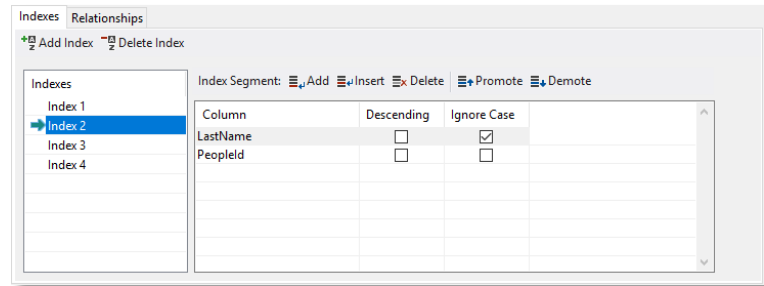 Indexes Relationships
Add Index Delete Index
Indexes
Index 1
Index 2
Index 3
Index 4
Index Segment: Add Insert Delete Promote Demote
Column Descending Ignore Case
LastName
PeopleId